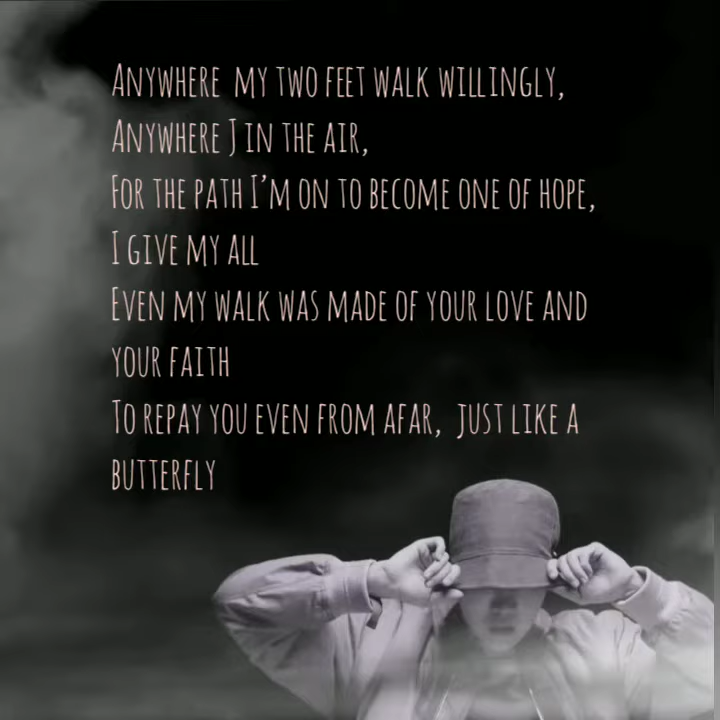 Anywhere my two feet walk willingly,
Anywhere J in the air,
For the path I'm on to become one of hope,
I give my all
Even my walk was made of your love and
your faith
To repay you even from afar, just like a
butterfly